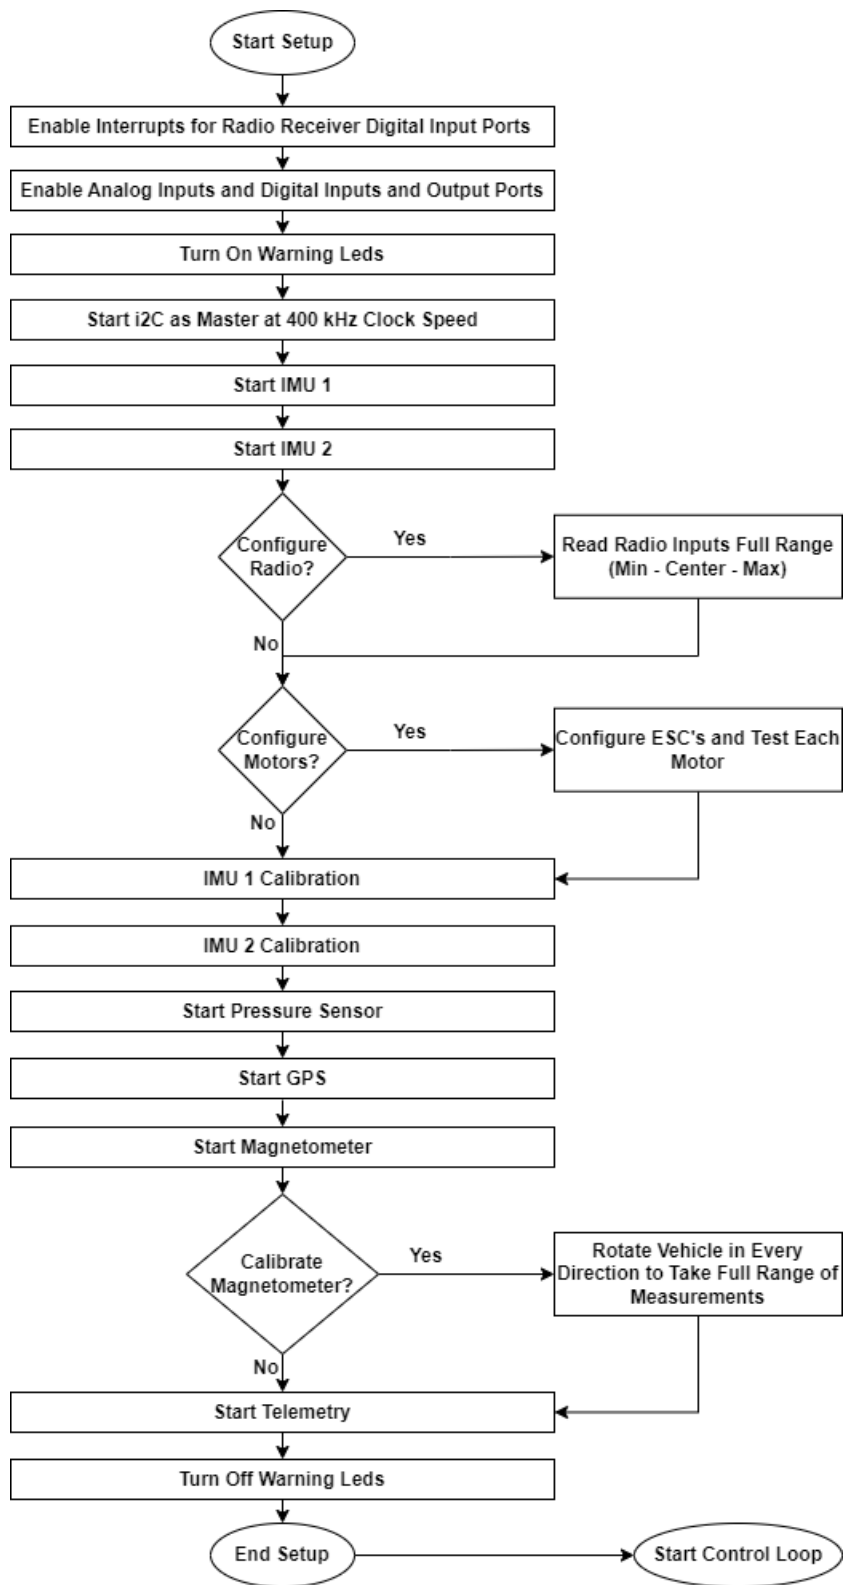 Start Setup
Enable Interrupts for Radio Receiver Digital Input Ports
Enable Analog Inputs and Digital Inputs and Output Ports
Turn On Warning Leds
Start i2C as Master at 400 kHz Clock Speed
Start IMU 1
Start IMU 2
Configure
Radio?
Yes
Read Radio Inputs Full Range
(Min - Center - Max)
No
Configure
Motors?
Yes
Configure ESC's and Test Each
Motor
No
IMU 1 Calibration
IMU 2 Calibration
Start Pressure Sensor
Start GPS
Start Magnetometer
Calibrate
Magnetometer?
Yes
Rotate Vehicle in Every
Direction to Take Full Range of
Measurements
No
Start Telemetry
Turn Off Warning Leds
End Setup
Start Control Loop